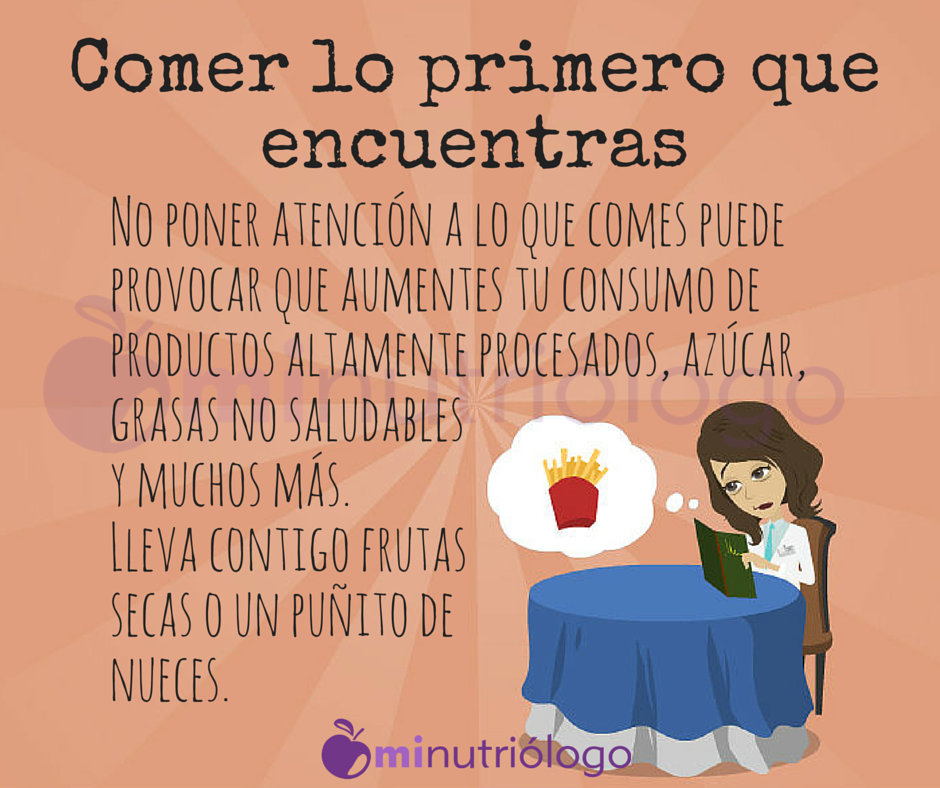 Comer lo primero que
encuentras
No poner atención a lo que comes puede
provocar que aumentes tu consumo de
productos altamente procesados, azúcar,
grasas no saludables
y muchos más.
Lleva contigo frutas
secas o un puñito de
nueces.
minutriólogo
minutriólogo